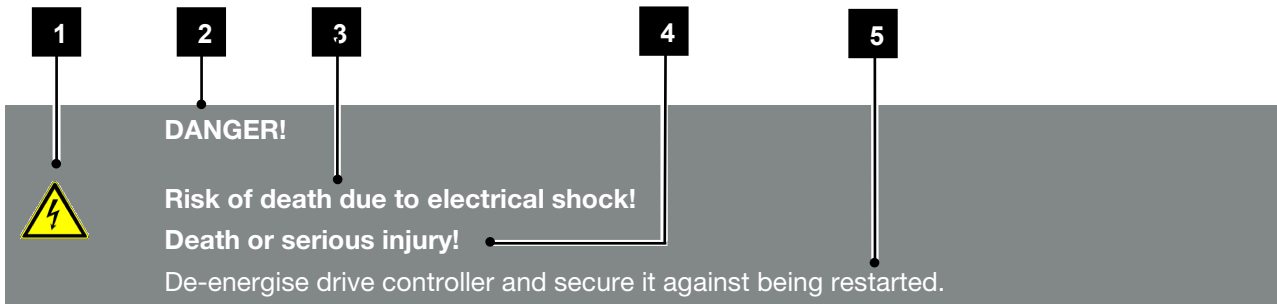 1 2 3 4 5
DANGER!
Risk of death due to electrical shock!
Death or serious injury!
De-energise drive controller and secure it against being restarted.